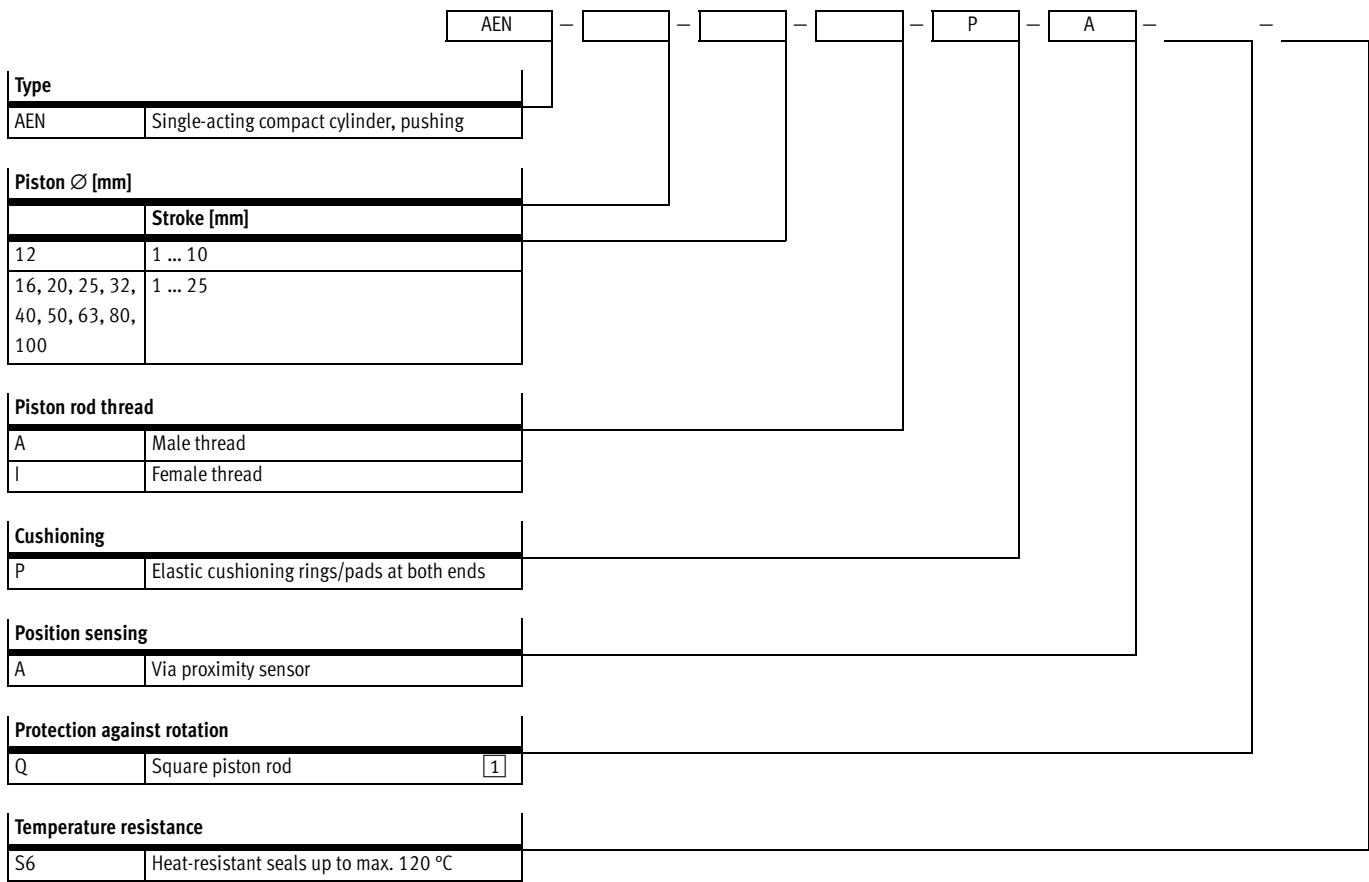 AEN – – – – P – A – –
Type
AEN Single-acting compact cylinder, pushing
Piston ∅ [mm]
Stroke [mm]
12 1 ... 10
16, 20, 25, 32, 1 ... 25
40, 50, 63, 80,
100
Piston rod thread
A Male thread
I Female thread
Cushioning
P Elastic cushioning rings/pads at both ends
Position sensing
A Via proximity sensor
Protection against rotation
Q Square piston rod 1
Temperature resistance
S6 Heat-resistant seals up to max. 120 °C